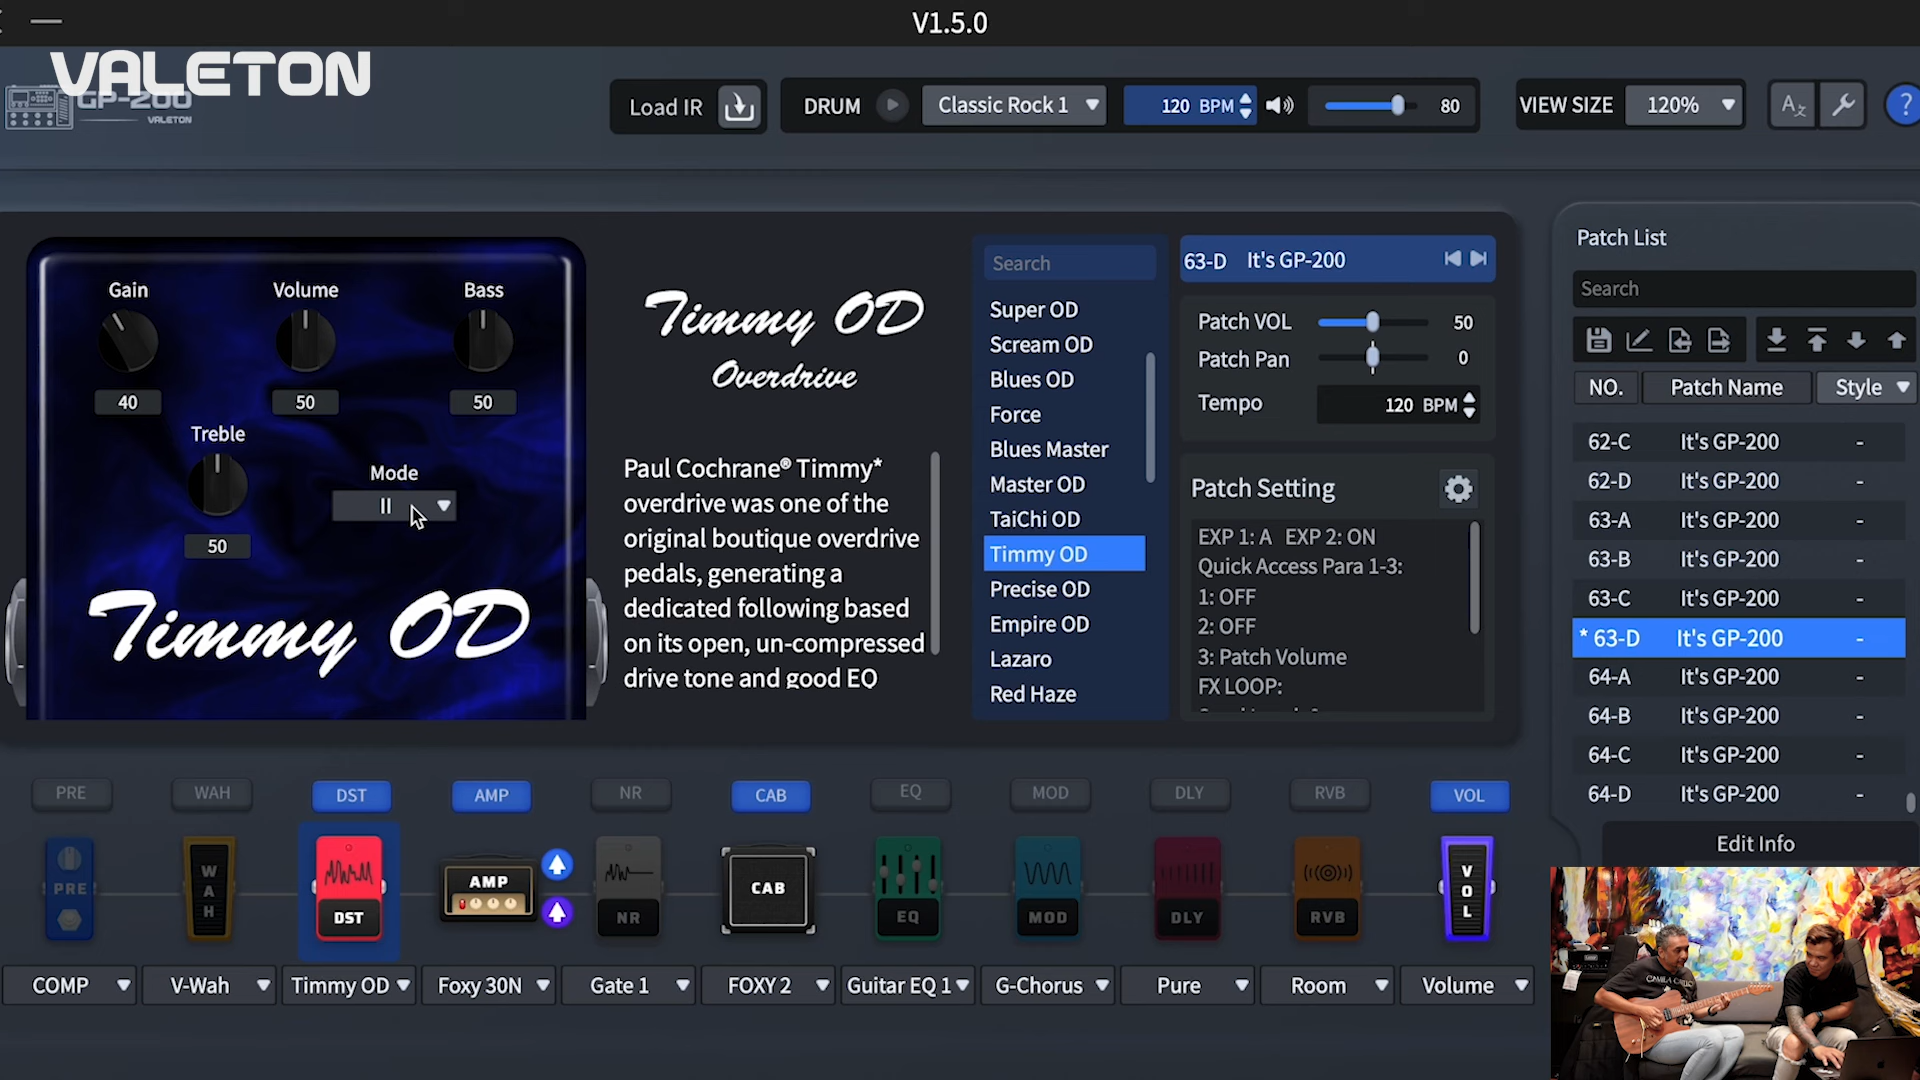 V1.5.0
VALETON
GP-200
VALETON
Load IR
DRUM
Classic Rock 1
120 BPM
80
VIEW SIZE
120%
Az
?
Gain
Volume
Bass
40
50
50
Treble
Mode
II
50
Timmy OD
Timmy OD
Overdrive
Paul Cochrane® Timmy*
overdrive was one of the
original boutique overdrive
pedals, generating a
dedicated following based
on its open, un-compressed
drive tone and good EQ
Search
Super OD
Scream OD
Blues OD
Force
Blues Master
Master OD
TaiChi OD
Timmy OD
Precise OD
Empire OD
Lazaro
Red Haze
63-D It's GP-200
Patch VOL 50
Patch Pan 0
Tempo 120 BPM
Patch Setting
EXP 1: A EXP 2: ON
Quick Access Para 1-3:
1: OFF
2: OFF
3: Patch Volume
FX LOOP:
Patch List
Search
NO. Patch Name Style
62-C It's GP-200 -
62-D It's GP-200 -
63-A It's GP-200 -
63-B It's GP-200 -
63-C It's GP-200 -
* 63-D It's GP-200 -
64-A It's GP-200 -
64-B It's GP-200 -
64-C It's GP-200 -
64-D It's GP-200 -
Edit Info
PRE WAH DST AMP NR CAB EQ MOD DLY RVB VOL
PRE WAH DST AMP NR CAB EQ MOD DLY RVB VOL
COMP V-Wah Timmy OD Foxy 30N Gate 1 FOXY 2 Guitar EQ 1 G-Chorus Pure Room Volume